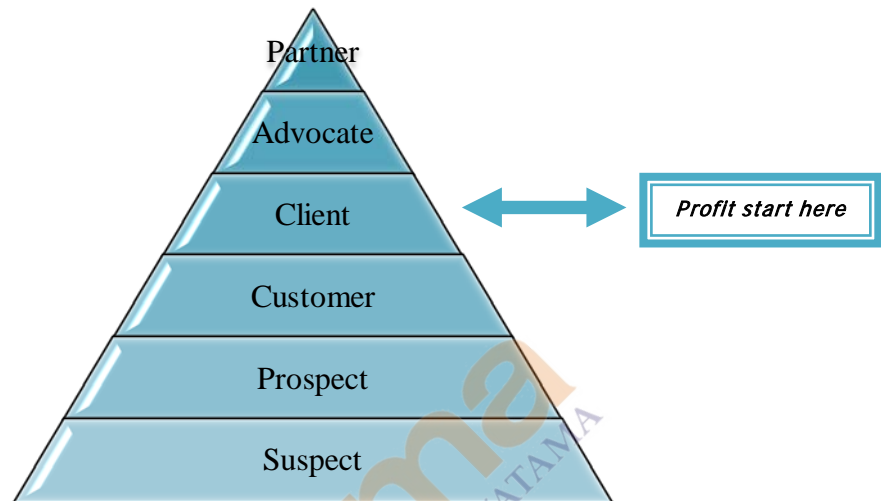 Partner
Advocate
Client
Profit start here
Customer
Prospect
Suspect